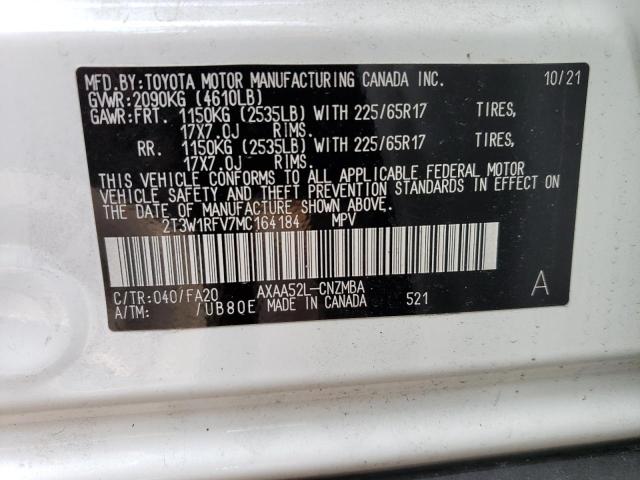 MFD.BY:TOYOTA MOTOR MANUFACTURING CANADA INC. 10/21
GVWR:2090KG (4610LB)
GAWR:FRT. 1150KG (2535LB) WITH 225/65R17 TIRES,
17X7.0J RIMS.
RR. 1150KG (2535LB) WITH 225/65R17 TIRES,
17X7.0J RIMS.
THIS VEHICLE CONFORMS TO ALL APPLICABLE FEDERAL MOTOR
VEHICLE SAFETY AND THEFT PREVENTION STANDARDS IN EFFECT ON
THE DATE OF MANUFACTURE SHOWN ABOVE.
2T3W1RFV7MC164184 MPV
C/TR:040/FA20 AXAA52L-CNZMBA
A/TM: /UB80E MADE IN CANADA 521 A